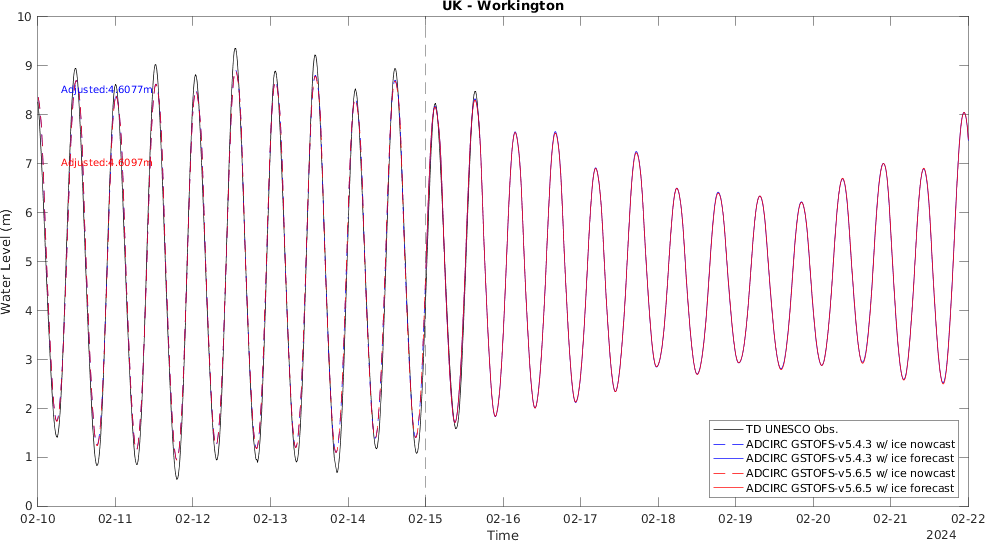 UK - Workington
10
9
8
7
6
5
4
3
2
1
0
Water Level (m)
Adjusted:4.6077m
Adjusted:4.6097m
TD UNESCO Obs.
ADCIRC GSTOFS-v5.4.3 w/ ice nowcast
ADCIRC GSTOFS-v5.4.3 w/ ice forecast
ADCIRC GSTOFS-v5.6.5 w/ ice nowcast
ADCIRC GSTOFS-v5.6.5 w/ ice forecast
02-10 02-11 02-12 02-13 02-14 02-15 02-16 02-17 02-18 02-19 02-20 02-21 02-22
Time
2024